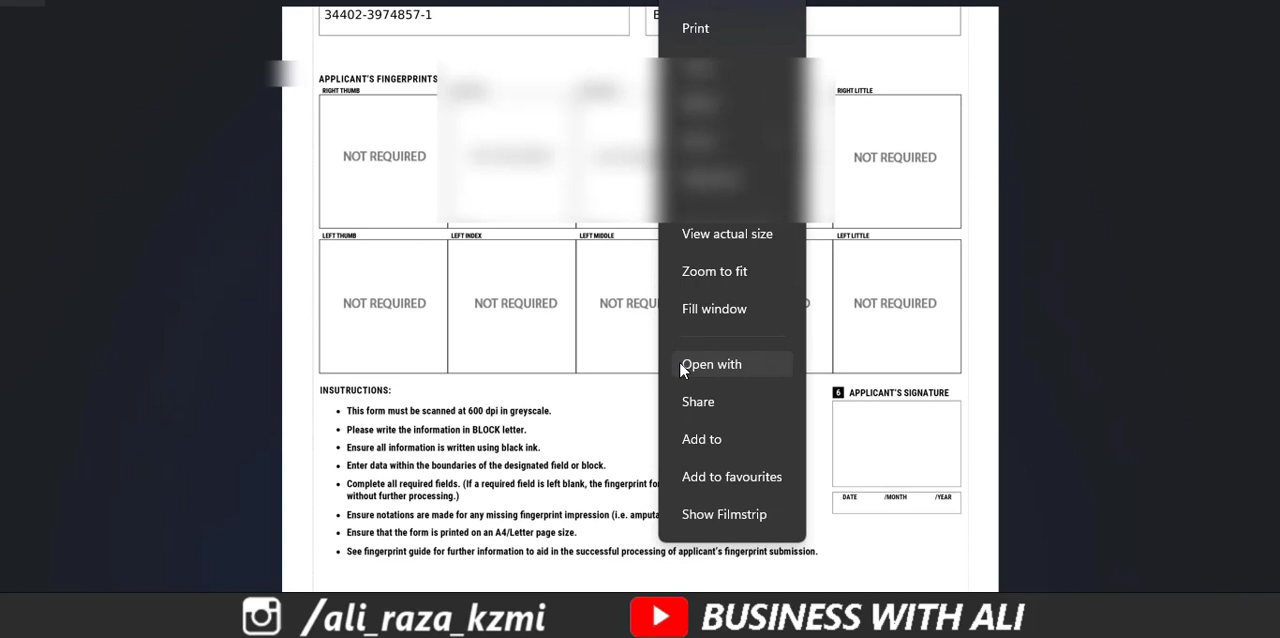 34402-3974857-1
Print
APPLICANT'S FINGERPRINTS
RIGHT THUMB
RIGHT LITTLE
NOT REQUIRED
NOT REQUIRED
View actual size
LEFT THUMB
LEFT INDEX
LEFT MIDDLE
LEFT LITTLE
Zoom to fit
NOT REQUIRED
NOT REQUIRED
NOT REQU
NOT REQUIRED
Fill window
Open with
INSUTRUCTIONS:
6 APPLICANT'S SIGNATURE
Share
This form must be scanned at 600 dpi in greyscale.
Please write the information in BLOCK letter.
Add to
Ensure all information is written using black ink.
Enter data within the boundaries of the designated field or block.
Add to favourites
Complete all required fields. (If a required field is left blank, the fingerprint fo
without further processing.)
DATE /MONTH /YEAR
Ensure notations are made for any missing fingerprint impression (i.e. amputa
Show Filmstrip
Ensure that the form is printed on an A4/Letter page size.
See fingerprint guide for further information to aid in the successful processing of applicant's fingerprint submission.
/ali_raza_kzmi
BUSINESS WITH ALI